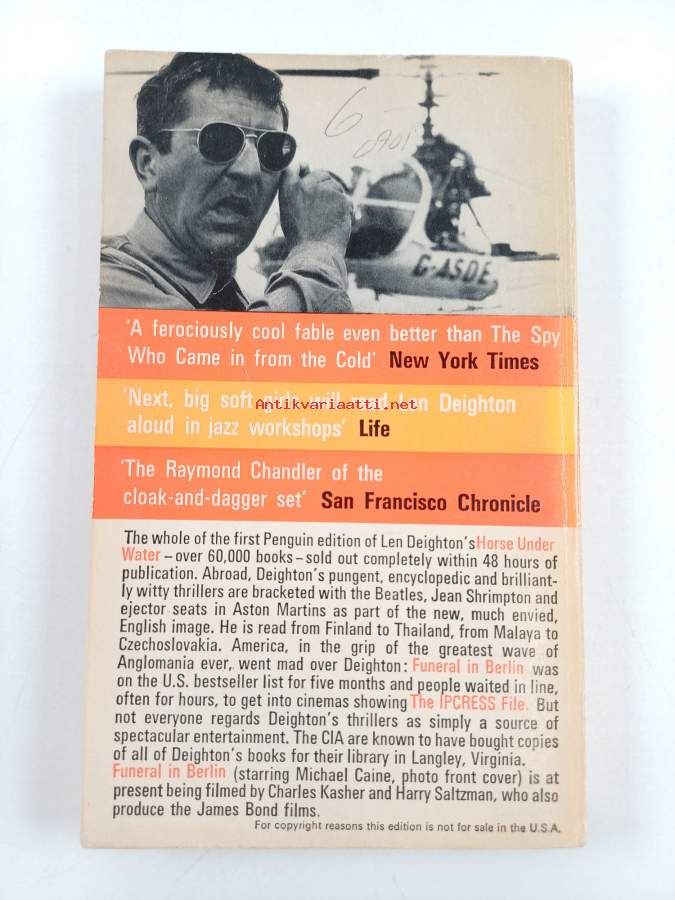 6
G-ASDE
'A ferociously cool fable even better than The Spy
Who Came in from the Cold' New York Times
'Next, big soft girls will read Len Deighton
Antikvariaatti.net
aloud in jazz workshops' Life
'The Raymond Chandler of the
cloak-and-dagger set' San Francisco Chronicle
The whole of the first Penguin edition of Len Deighton's Horse Under
Water – over 60,000 books – sold out completely within 48 hours of
publication. Abroad, Deighton's pungent, encyclopedic and brilliant-
ly witty thrillers are bracketed with the Beatles, Jean Shrimpton and
ejector seats in Aston Martins as part of the new, much envied,
English image. He is read from Finland to Thailand, from Malaya to
Czechoslovakia. America, in the grip of the greatest wave of
Anglomania ever, went mad over Deighton: Funeral in Berlin was
on the U.S. bestseller list for five months and people waited in line,
often for hours, to get into cinemas showing The IPCRESS File. But
not everyone regards Deighton's thrillers as simply a source of
spectacular entertainment. The CIA are known to have bought copies
of all of Deighton's books for their library in Langley, Virginia.
Funeral in Berlin (starring Michael Caine, photo front cover) is at
present being filmed by Charles Kasher and Harry Saltzman, who also
produce the James Bond films.
For copyright reasons this edition is not for sale in the U.S.A.